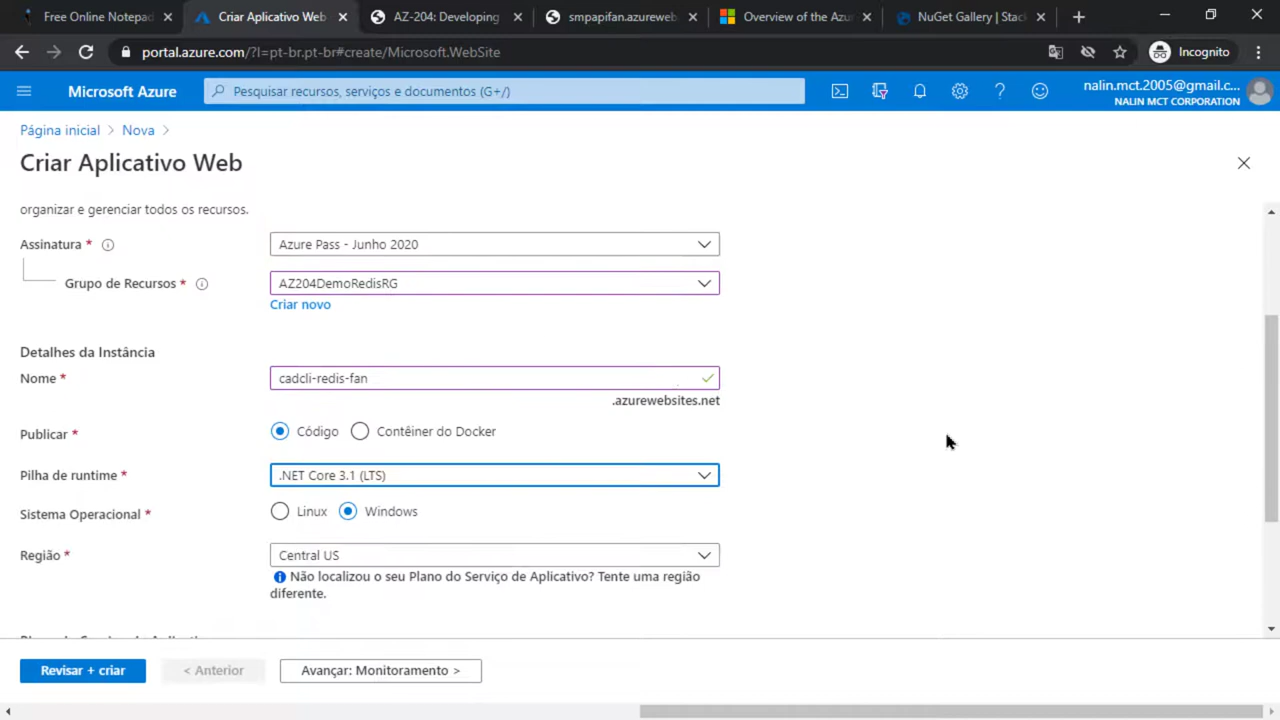 Free Online Notepad
Criar Aplicativo Web
AZ-204: Developing
smpapifan.azureweb
Overview of the Azu
NuGet Gallery | Stac
portal.azure.com/?l=pt-br.pt-br#create/Microsoft.WebSite
Incognito
Microsoft Azure
Pesquisar recursos, serviços e documentos (G+/)
nalin.mct.2005@gmail.c...
NALIN MCT CORPORATION
Página inicial > Nova >
Criar Aplicativo Web
organizar e gerenciar todos os recursos.
Assinatura *
Azure Pass - Junho 2020
Grupo de Recursos *
AZ204DemoRedisRG
Criar novo
Detalhes da Instância
Nome *
cadcli-redis-fan
.azurewebsites.net
Publicar *
Código
Contêiner do Docker
Pilha de runtime *
.NET Core 3.1 (LTS)
Sistema Operacional *
Linux
Windows
Região *
Central US
Não localizou o seu Plano do Serviço de Aplicativo? Tente uma região
diferente.
Revisar + criar
< Anterior
Avançar: Monitoramento >